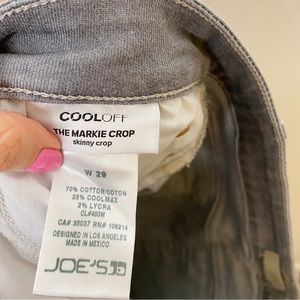 COOLOFF
THE MARKIE CROP
skinny crop
W 29
70% COTTON COTON
28% COOLMAX
2% LYCRA
CL#403M
CA# 35037 RN# 106214
DESIGNED IN LOS ANGELES
MADE IN MEXICO
JOE'S